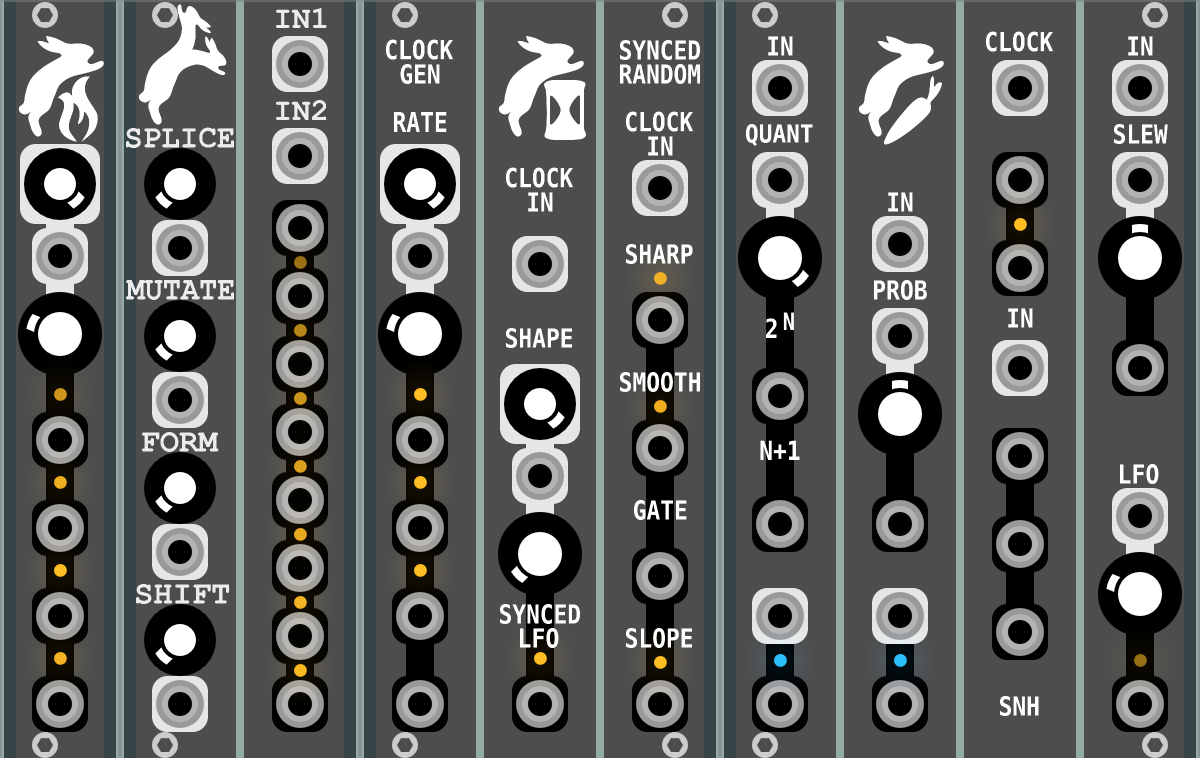 SPLICE
MUTATE
FORM
SHIFT
IN1
IN2
CLOCK
GEN
RATE
CLOCK
IN
SHAPE
SYNCED
LFO
SYNCED
RANDOM
CLOCK
IN
SHARP
SMOOTH
GATE
SLOPE
IN
QUANT
2 N
N+1
IN
PROB
CLOCK
IN
SNH
IN
SLEW
LFO